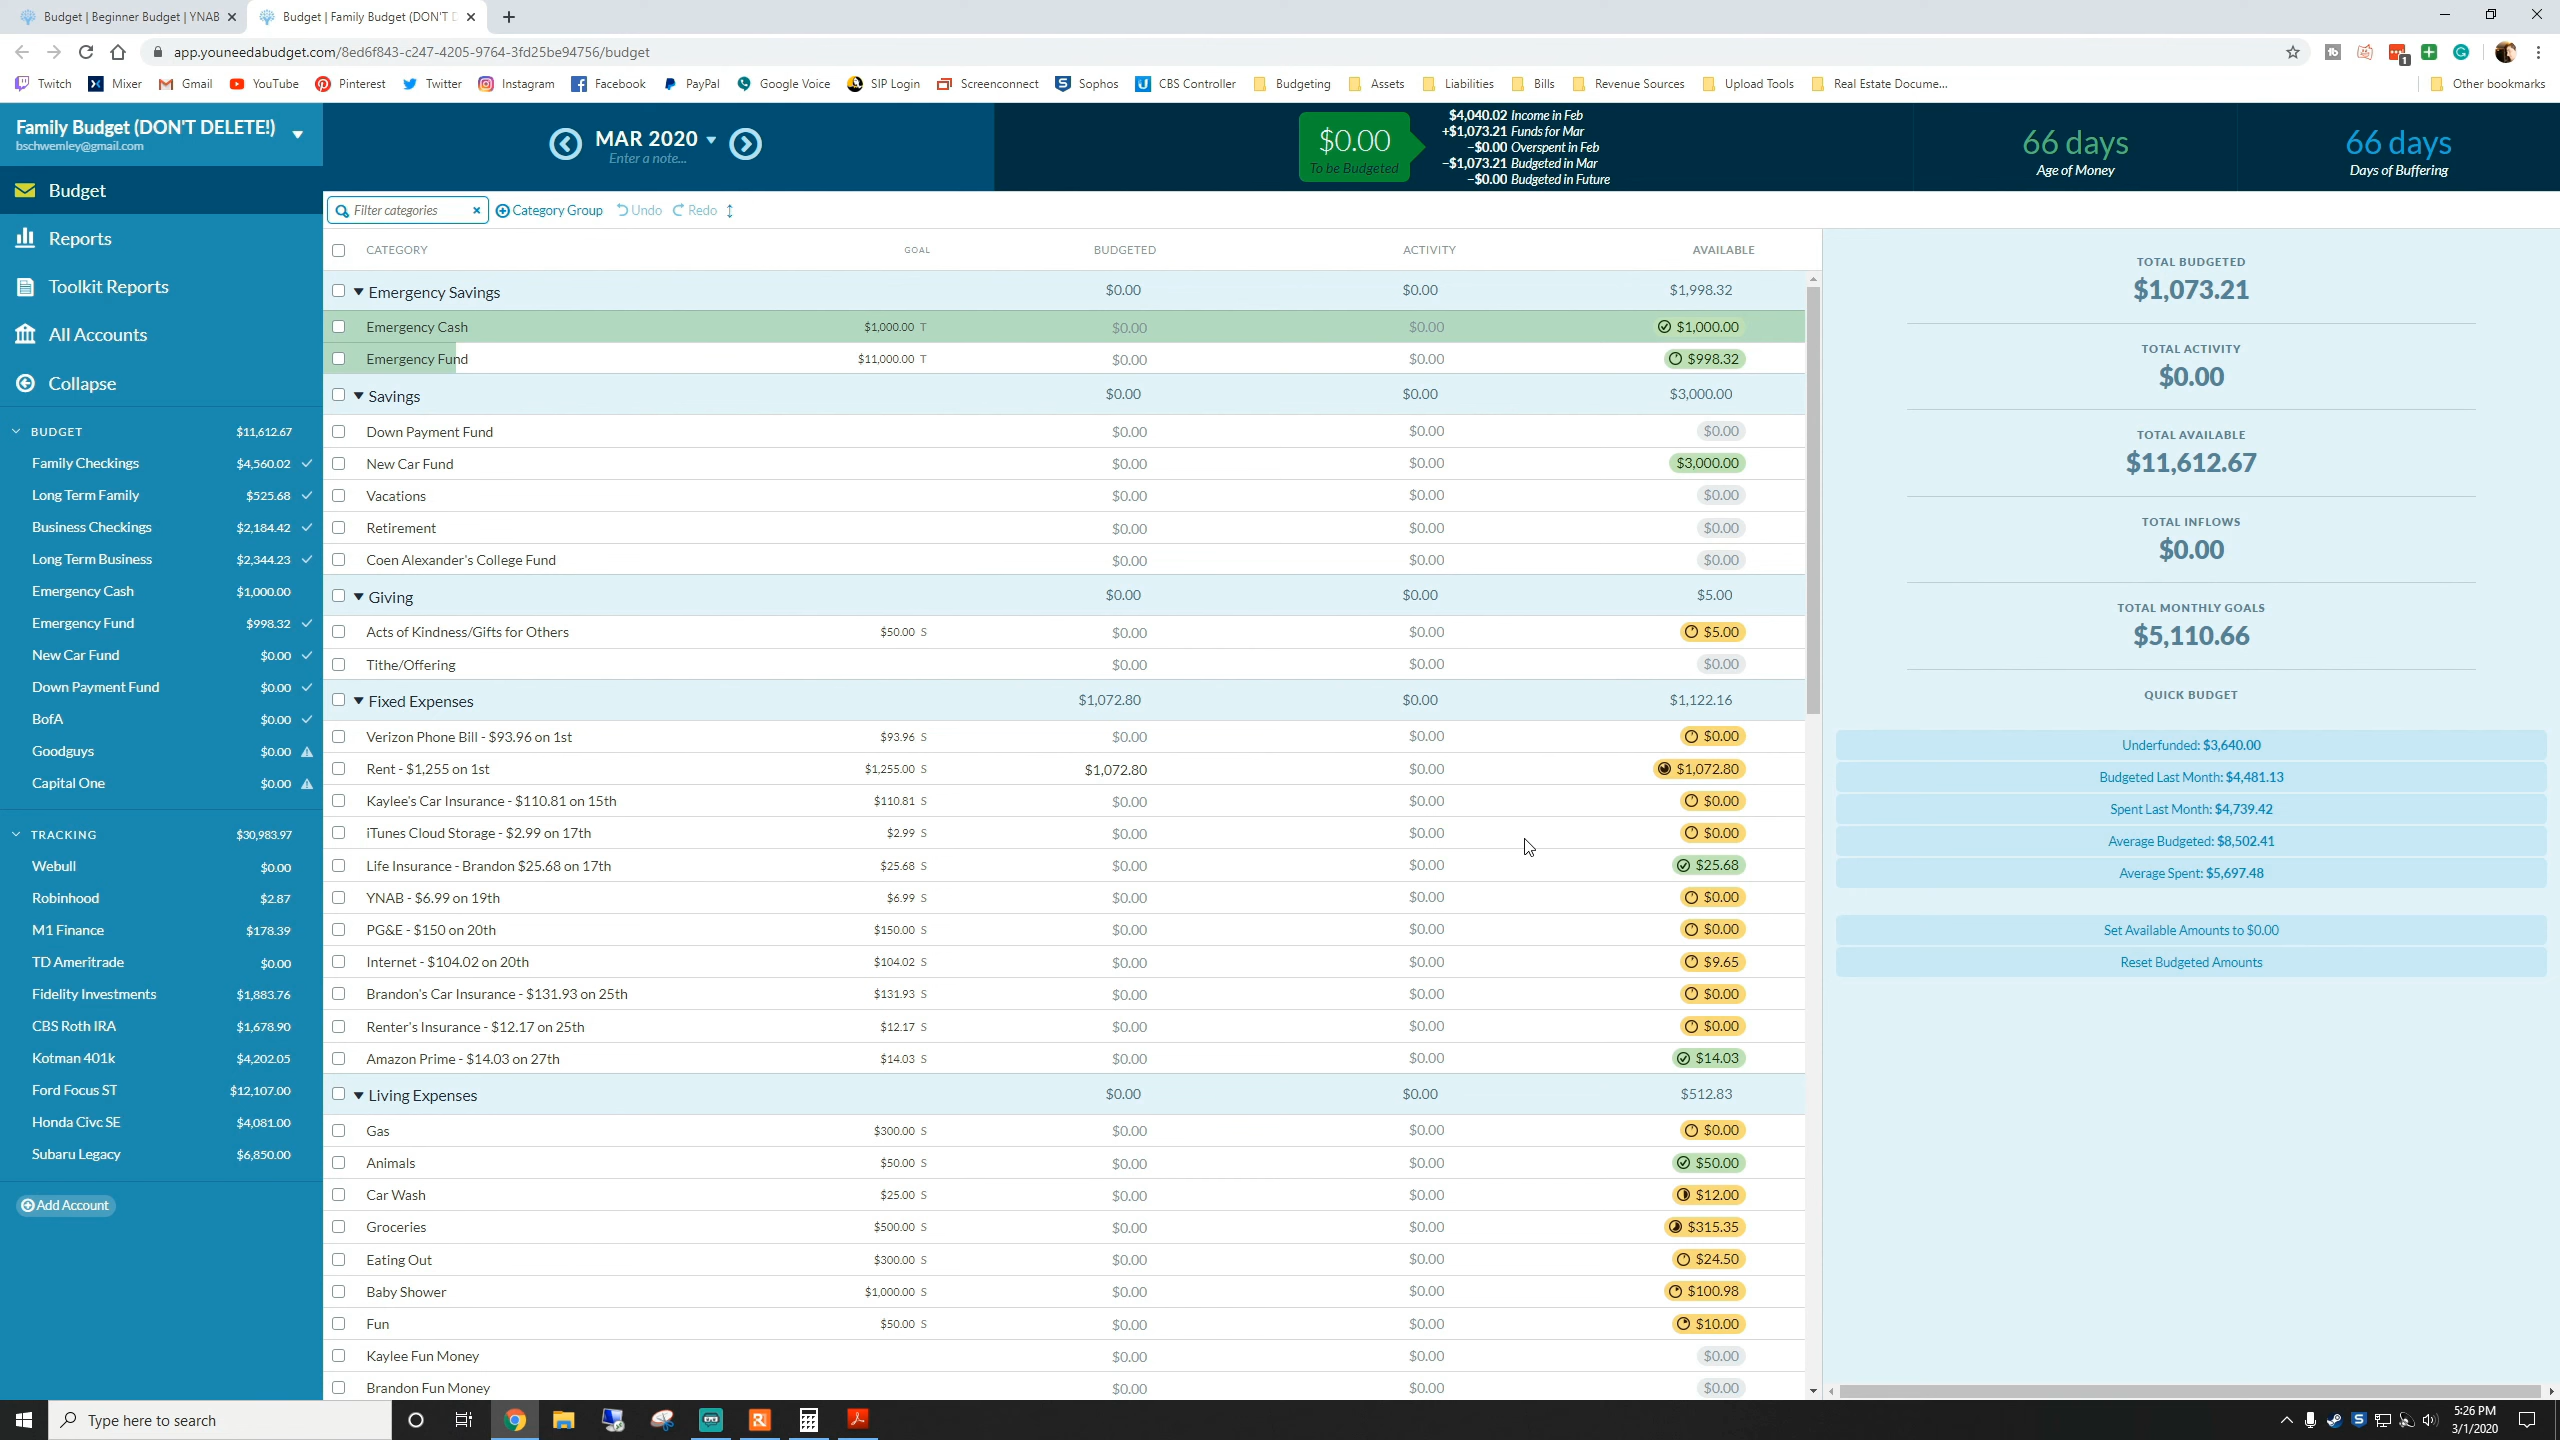 Budget | Beginner Budget | YNAB
Budget | Family Budget (DON'T D
app.youneedabudget.com/8ed6f843-c247-4205-9764-3fd25be94756/budget
Twitch Mixer Gmail YouTube Pinterest Twitter Instagram Facebook PayPal Google Voice SIP Login Screenconnect Sophos CBS Controller Budgeting Assets Liabilities Bills Revenue Sources Upload Tools Real Estate Docume... Other bookmarks
Family Budget (DON'T DELETE!)
bschwemley@gmail.com
MAR 2020
Enter a note...
$0.00
To be Budgeted
$4,040.02 Income in Feb
+$1,073.21 Funds for Mar
−$0.00 Overspent in Feb
−$1,073.21 Budgeted in Mar
−$0.00 Budgeted in Future
66 days
Age of Money
66 days
Days of Buffering
Budget
Reports
Toolkit Reports
All Accounts
Collapse
BUDGET $11,612.67
Family Checkings $4,560.02
Long Term Family $525.68
Business Checkings $2,184.42
Long Term Business $2,344.23
Emergency Cash $1,000.00
Emergency Fund $998.32
New Car Fund $0.00
Down Payment Fund $0.00
BofA $0.00
Goodguys $0.00
Capital One $0.00
TRACKING $30,983.97
Webull $0.00
Robinhood $2.87
M1 Finance $178.39
TD Ameritrade $0.00
Fidelity Investments $1,883.76
CBS Roth IRA $1,678.90
Kotman 401k $4,202.05
Ford Focus ST $12,107.00
Honda Civc SE $4,081.00
Subaru Legacy $6,850.00
Add Account
Filter categories Category Group Undo Redo
CATEGORY GOAL BUDGETED ACTIVITY AVAILABLE
Emergency Savings $0.00 $0.00 $1,998.32
Emergency Cash $1,000.00 T $0.00 $0.00 $1,000.00
Emergency Fund $11,000.00 T $0.00 $0.00 $998.32
Savings $0.00 $0.00 $3,000.00
Down Payment Fund $0.00 $0.00 $0.00
New Car Fund $0.00 $0.00 $3,000.00
Vacations $0.00 $0.00 $0.00
Retirement $0.00 $0.00 $0.00
Coen Alexander's College Fund $0.00 $0.00 $0.00
Giving $0.00 $0.00 $5.00
Acts of Kindness/Gifts for Others $50.00 S $0.00 $0.00 $5.00
Tithe/Offering $0.00 $0.00 $0.00
Fixed Expenses $1,072.80 $0.00 $1,122.16
Verizon Phone Bill - $93.96 on 1st $93.96 S $0.00 $0.00 $0.00
Rent - $1,255 on 1st $1,255.00 S $1,072.80 $0.00 $1,072.80
Kaylee's Car Insurance - $110.81 on 15th $110.81 S $0.00 $0.00 $0.00
iTunes Cloud Storage - $2.99 on 17th $2.99 S $0.00 $0.00 $0.00
Life Insurance - Brandon $25.68 on 17th $25.68 S $0.00 $0.00 $25.68
YNAB - $6.99 on 19th $6.99 S $0.00 $0.00 $0.00
PG&E - $150 on 20th $150.00 S $0.00 $0.00 $0.00
Internet - $104.02 on 20th $104.02 S $0.00 $0.00 $9.65
Brandon's Car Insurance - $131.93 on 25th $131.93 S $0.00 $0.00 $0.00
Renter's Insurance - $12.17 on 25th $12.17 S $0.00 $0.00 $0.00
Amazon Prime - $14.03 on 27th $14.03 S $0.00 $0.00 $14.03
Living Expenses $0.00 $0.00 $512.83
Gas $300.00 S $0.00 $0.00 $0.00
Animals $50.00 S $0.00 $0.00 $50.00
Car Wash $25.00 S $0.00 $0.00 $12.00
Groceries $500.00 S $0.00 $0.00 $315.35
Eating Out $300.00 S $0.00 $0.00 $24.50
Baby Shower $1,000.00 S $0.00 $0.00 $100.98
Fun $50.00 S $0.00 $0.00 $10.00
Kaylee Fun Money $0.00 $0.00 $0.00
Brandon Fun Money $0.00 $0.00 $0.00
TOTAL BUDGETED
$1,073.21
TOTAL ACTIVITY
$0.00
TOTAL AVAILABLE
$11,612.67
TOTAL INFLOWS
$0.00
TOTAL MONTHLY GOALS
$5,110.66
QUICK BUDGET
Underfunded: $3,640.00
Budgeted Last Month: $4,481.13
Spent Last Month: $4,739.42
Average Budgeted: $8,502.41
Average Spent: $5,697.48
Set Available Amounts to $0.00
Reset Budgeted Amounts
Type here to search
5:26 PM
3/1/2020